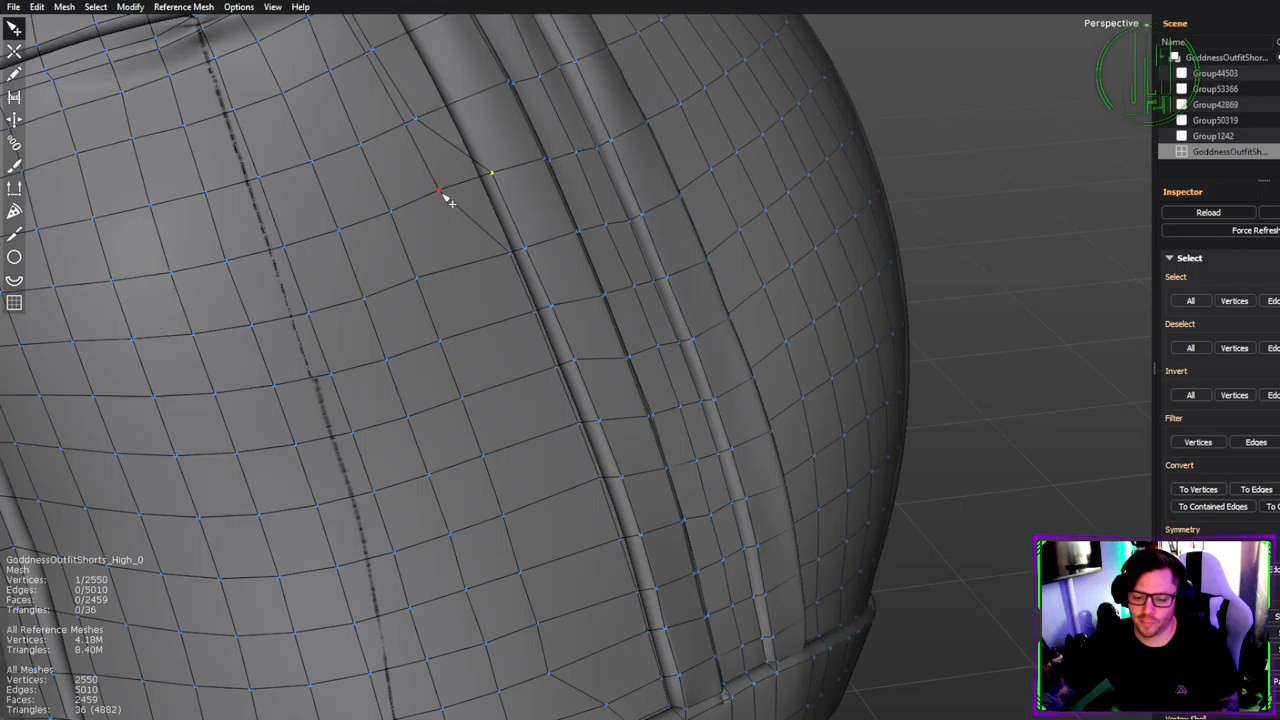 File Edit Mesh Select Modify Reference Mesh Options View Help
Perspective
Scene
Name
GoddnessOutfitShor...
Group44503
Group53366
Group42869
Group50319
Group1242
GoddnessOutfitSh...
Inspector
Reload
Force Refresh
Select
Select
All Vertices
Deselect
All Vertices
Invert
All Vertices
Filter
Vertices Edges
Convert
To Vertices To Edges
To Contained Edges
Symmetry
GoddnessOutfitShorts_High_0
Mesh
Vertices: 1/2550
Edges: 0/5010
Faces: 0/2459
Triangles: 0/36
All Reference Meshes
Vertices: 4.18M
Triangles: 8.40M
All Meshes
Vertices: 2550
Edges: 5010
Faces: 2459
Triangles: 36 (4882)